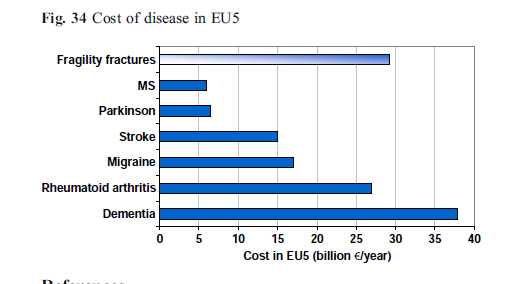 Fig. 34 Cost of disease in EU5
Fragility fractures
MS
Parkinson
Stroke
Migraine
Rheumatoid arthritis
Dementia
0 5 10 15 20 25 30 35 40
Cost in EU5 (billion €/year)